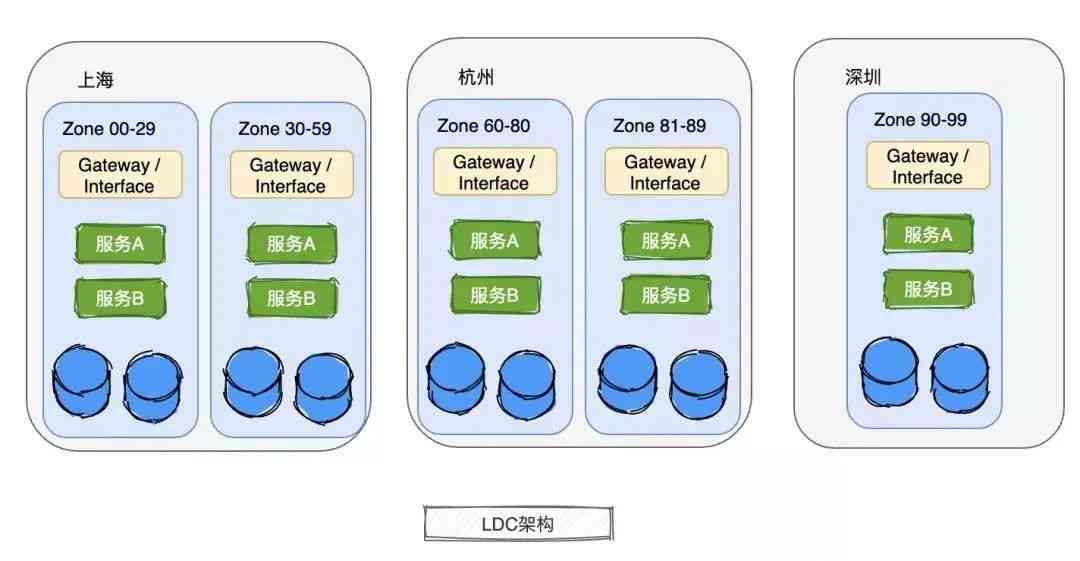 上海
Zone 00-29
Gateway /
Interface
服务A
服务B
Zone 30-59
Gateway /
Interface
服务A
服务B
杭州
Zone 60-80
Gateway /
Interface
服务A
服务B
Zone 81-89
Gateway /
Interface
服务A
服务B
深圳
Zone 90-99
Gateway /
Interface
服务A
服务B
LDC架构